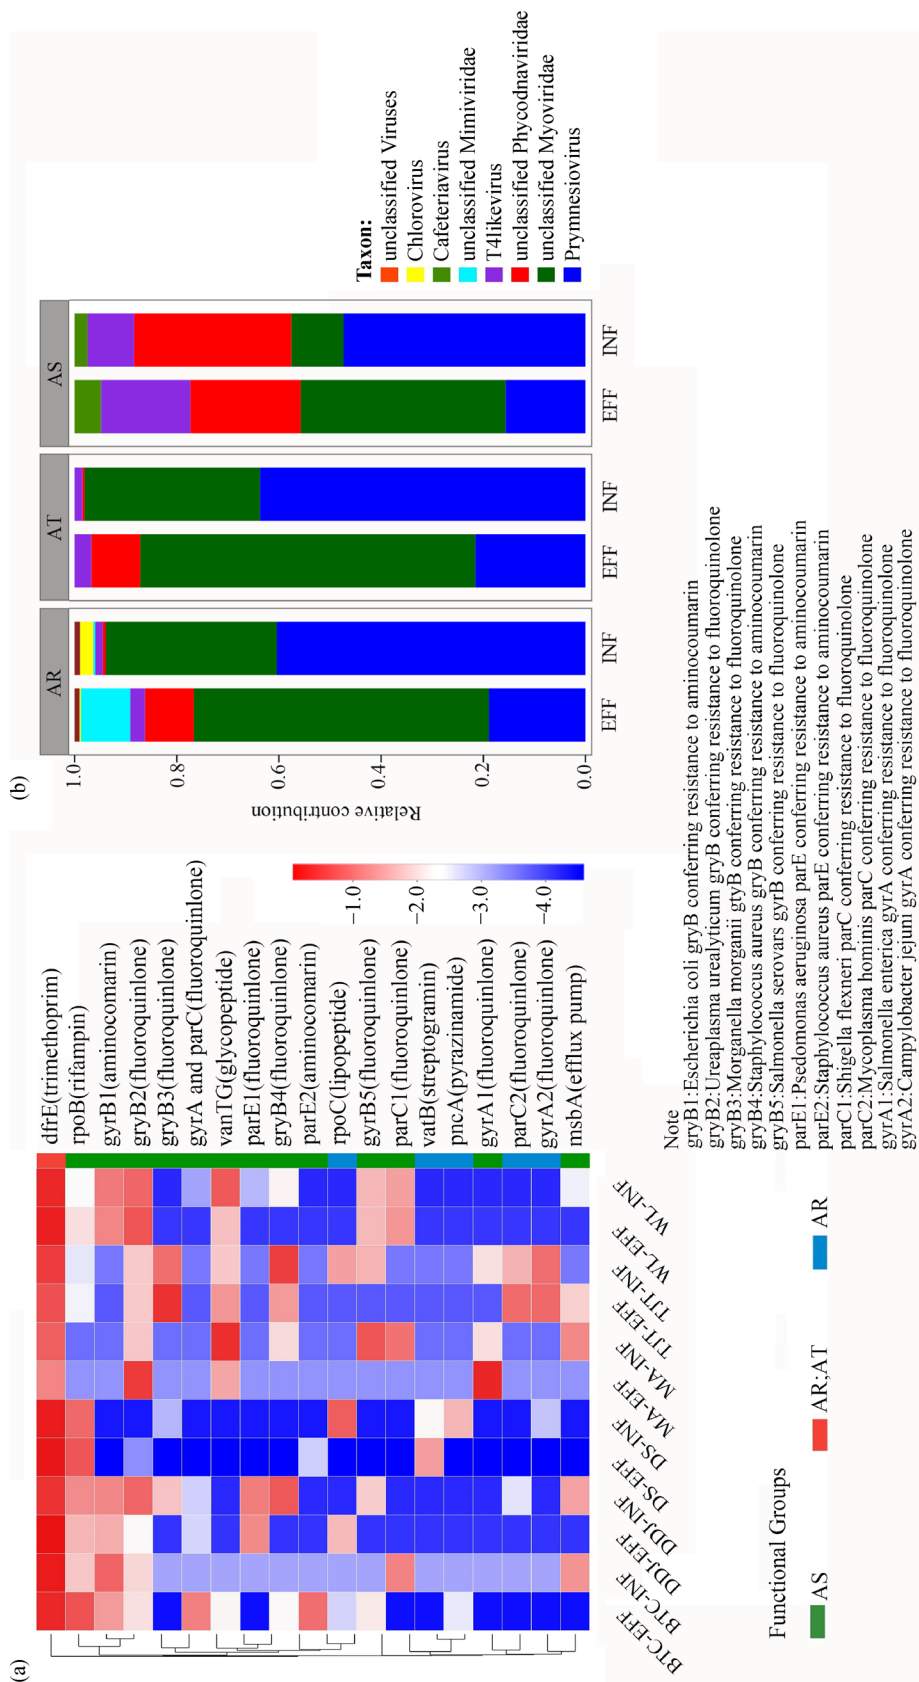 (a)
dfrE(trimethoprim)
rpoB(rifampin)
gyrB1(aminocomarin)
gryB2(fluoroquinlone)
gryB3(fluoroquinlone)
gyrA and parC(fluoroquinlone)
vanTG(glycopeptide)
parE1(fluoroquinlone)
gryB4(fluoroquinlone)
parE2(aminocomarin)
rpoC(lipopeptide)
gyrB5(fluoroquinlone)
parC1(fluoroquinlone)
vatB(streptogramin)
pncA(pyrazinamide)
gyrA1(fluoroquinlone)
parC2(fluoroquinlone)
gyrA2(fluoroquinlone)
msbA(efflux pump)
BTC-EFF
BTC-INF
DDJ-EFF
DDJ-INF
DS-EFF
DS-INF
MA-EFF
MA-INF
TJT-EFF
TJT-INF
WL-EFF
WL-INF
−1.0
−2.0
−3.0
−4.0
Functional Groups
AS
AR;AT
AR
(b)
Relative contribution
1.0
0.8
0.6
0.4
0.2
0.0
AR
AT
AS
EFF
INF
EFF
INF
EFF
INF
Taxon:
unclassified Viruses
Chlorovirus
Cafeteriavirus
unclassified Mimiviridae
T4likevirus
unclassified Phycodnaviridae
unclassified Myoviridae
Prymnesiovirus
Note
gryB1:Escherichia coli gryB conferring resistance to aminocoumarin
gryB2:Ureaplasma urealyticum gryB conferring resistance to fluoroquinolone
gryB3:Morganella morganii gtyB conferring resistance to fluoroquinolone
gryB4:Staphylococcus aureus gryB conferring resistance to aminocoumarin
gryB5:Salmonella serovars gyrB conferring resistance to fluoroquinolone
parE1:Psedomonas aeruginosa parE conferring resistance to aminocoumarin
parE2:Staphyloccoccus aureus parE conferring resistance to aminocoumarin
parC1:Shigella flexneri parC conferring resistance to fluoroquinolone
parC2:Mycoplasma hominis parC conferring resistance to fluoroquinolone
gyrA1:Salmonella enterica gyrA conferring resistance to fluoroquinolone
gyrA2:Campylobacter jejuni gyrA conferring resistance to fluoroquinolone